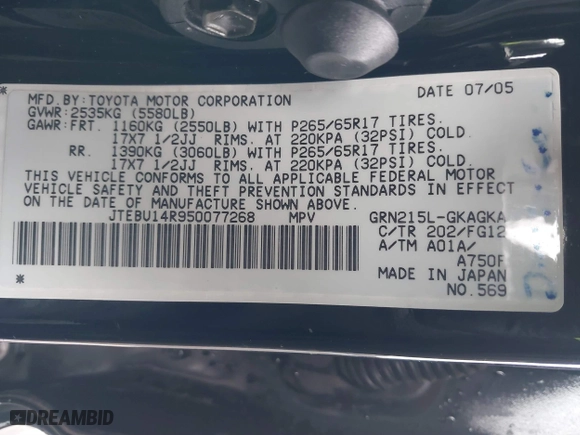 MFD.BY:TOYOTA MOTOR CORPORATION DATE 07/05
GVWR:2535KG (5580LB)
GAWR:FRT. 1160KG (2550LB) WITH P265/65R17 TIRES.
17X7 1/2JJ RIMS. AT 220KPA (32PSI) COLD.
RR. 1390KG (3060LB) WITH P265/65R17 TIRES.
17X7 1/2JJ RIMS. AT 220KPA (32PSI) COLD.
THIS VEHICLE CONFORMS TO ALL APPLICABLE FEDERAL MOTOR
VEHICLE SAFETY AND THEFT PREVENTION STANDARDS IN EFFECT
ON THE DATE OF MANUFACTURE SHOWN ABOVE.
JTEBU14R950077268 MPV GRN215L-GKAGKA
C/TR 202/FG12
A/TM A01A/
A750F
MADE IN JAPAN
NO.569
DREAMBID